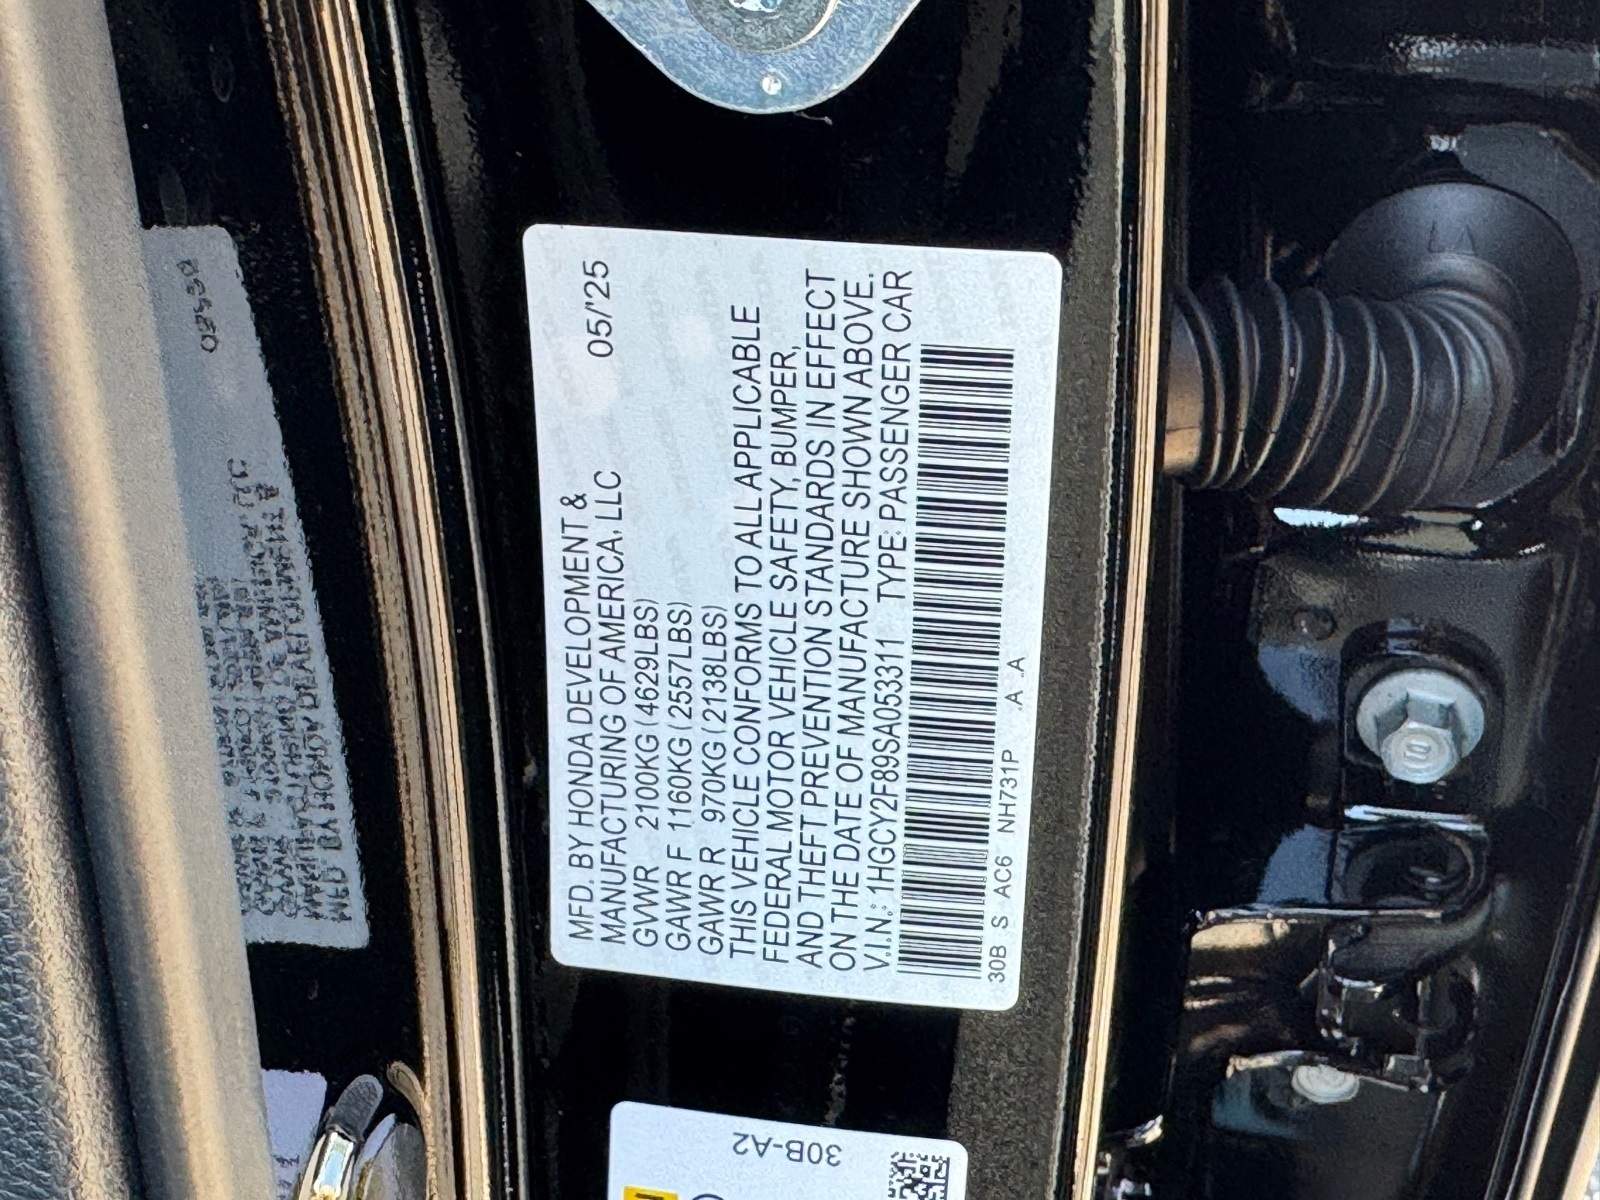 MFD. BY HONDA DEVELOPMENT &
MANUFACTURING OF AMERICA, LLC 05/'25
GVWR 2100KG (4629LBS)
GAWR F 1160KG (2557LBS)
GAWR R 970KG (2138LBS)
THIS VEHICLE CONFORMS TO ALL APPLICABLE
FEDERAL MOTOR VEHICLE SAFETY, BUMPER,
AND THEFT PREVENTION STANDARDS IN EFFECT
ON THE DATE OF MANUFACTURE SHOWN ABOVE.
V.I.N.: 1HGCY2F89SA053311 TYPE: PASSENGER CAR
30B S AC6 NH731P A A
30B-A2